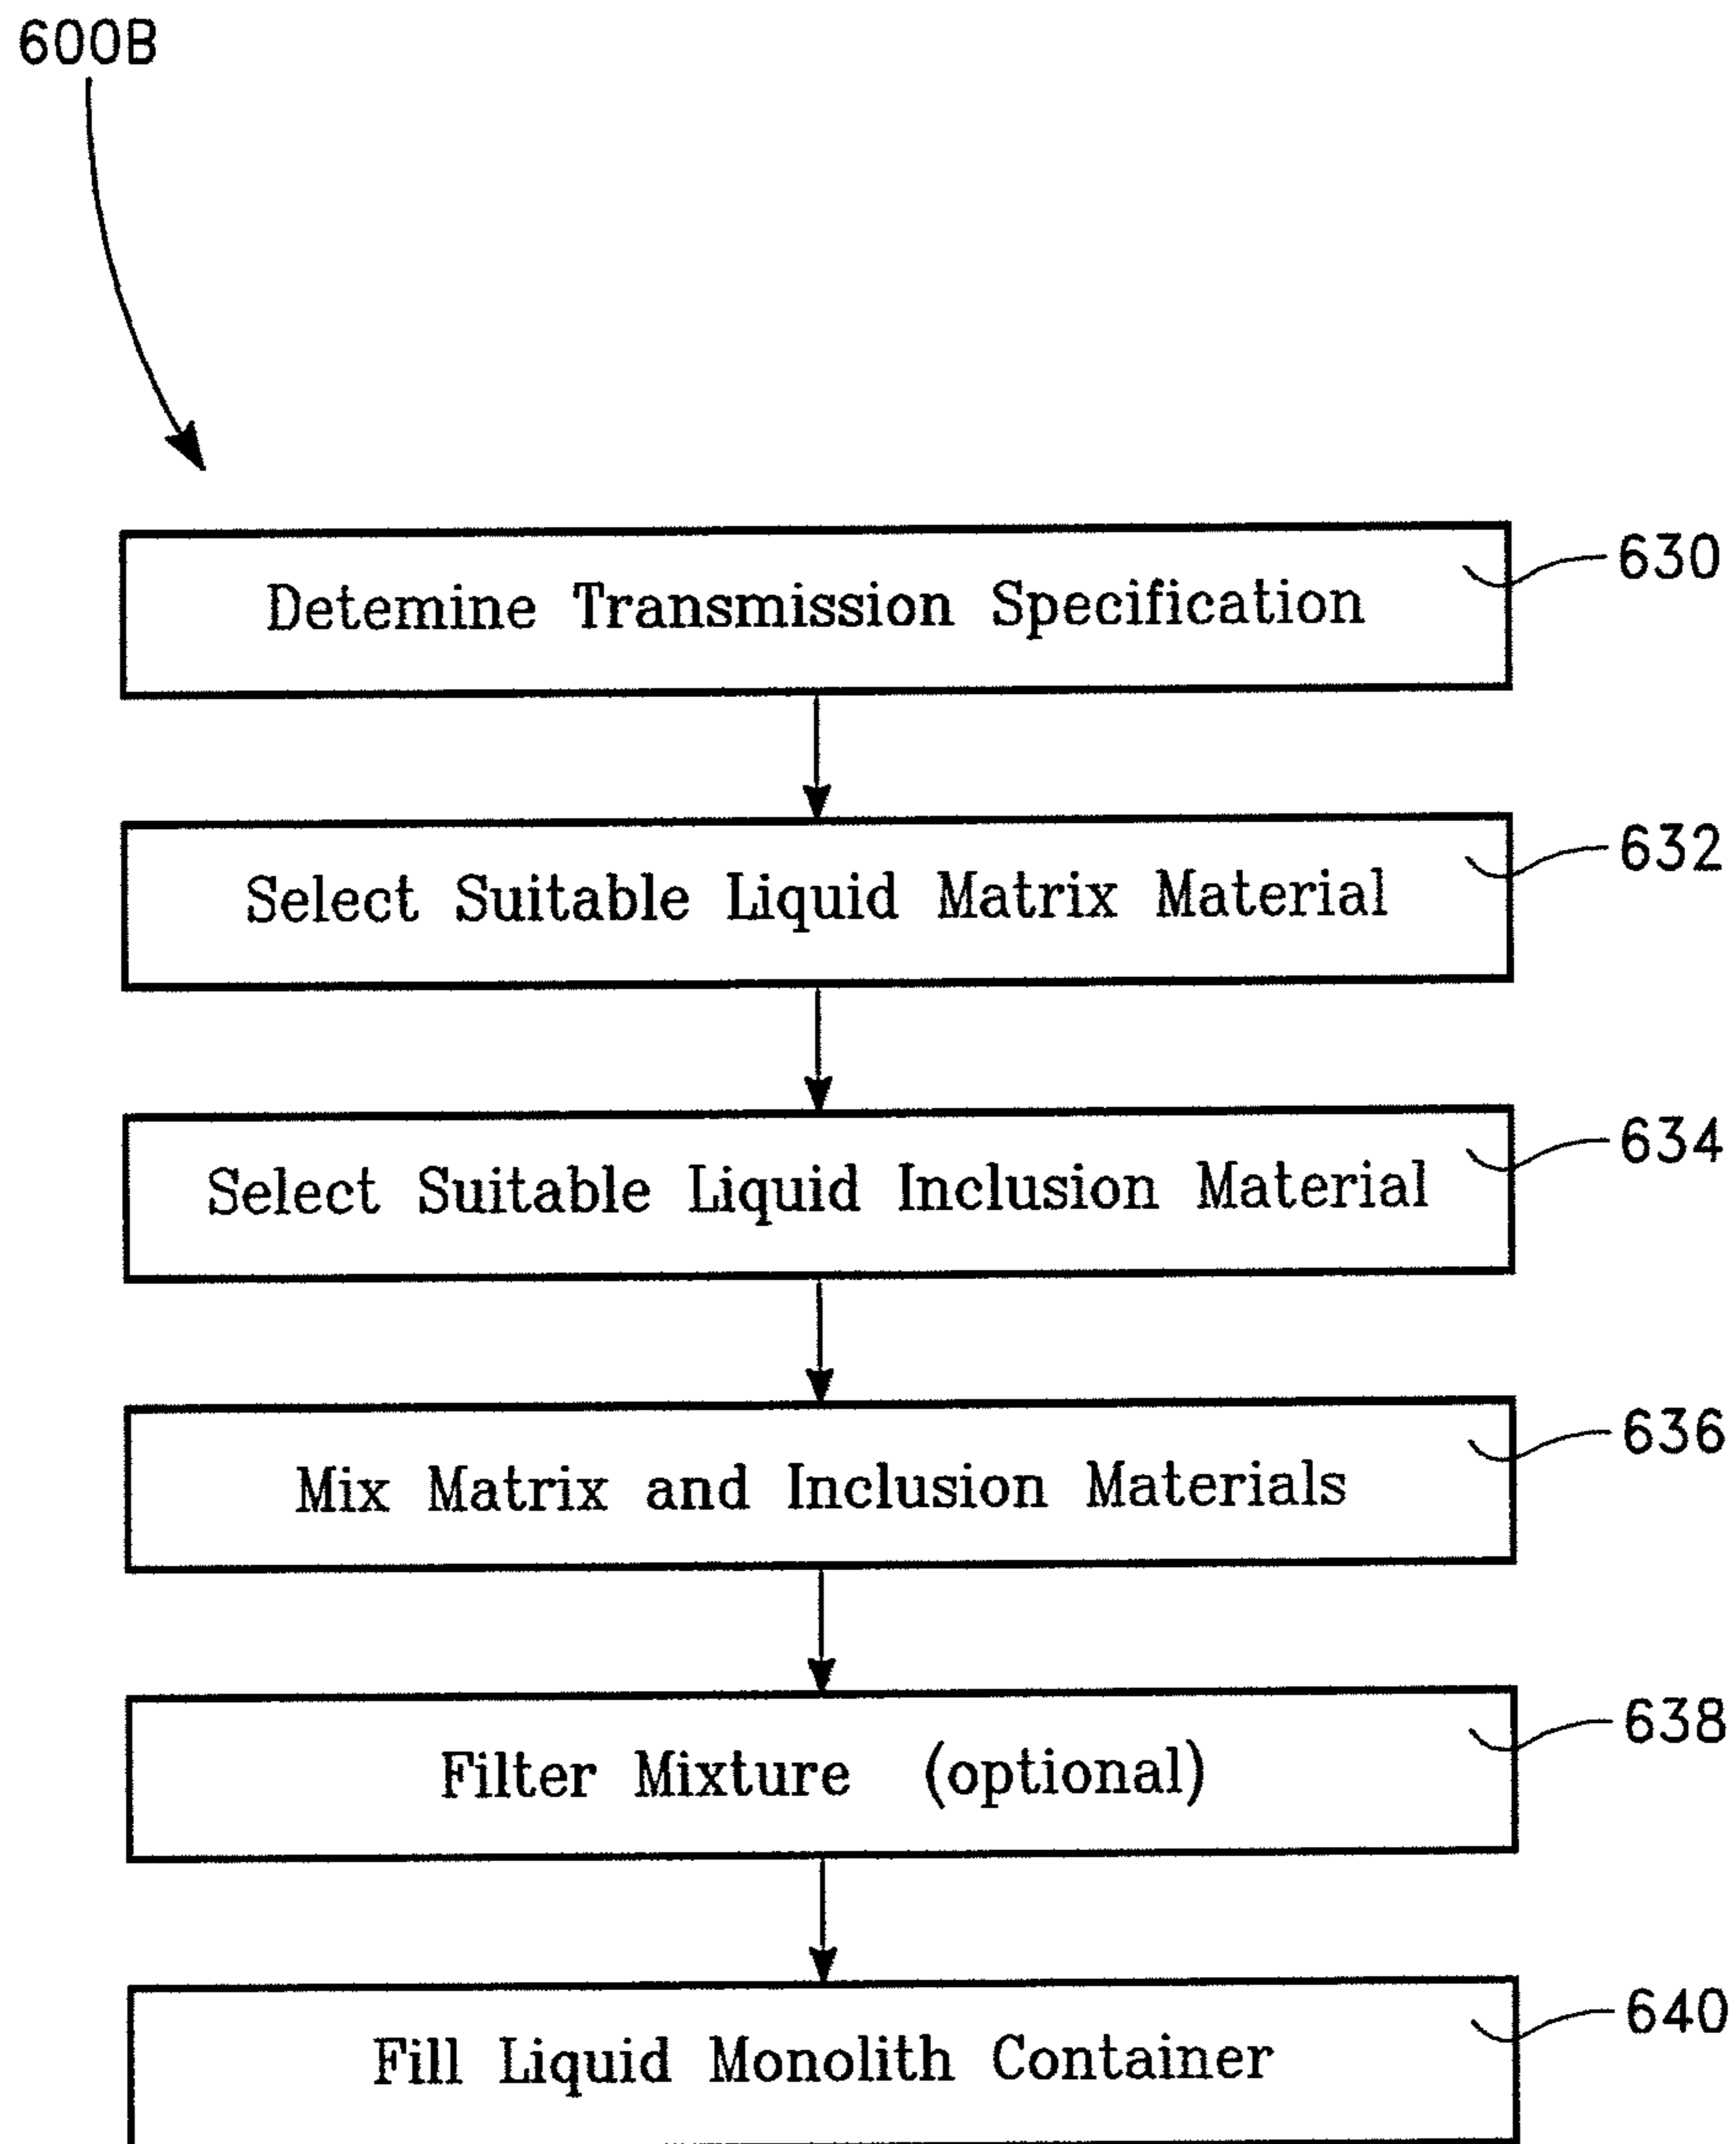 600B
Detemine Transmission Specification
630
Select Suitable Liquid Matrix Material
632
Select Suitable Liquid Inclusion Material
634
Mix Matrix and Inclusion Materials
636
Filter Mixture (optional)
638
Fill Liquid Monolith Container
640